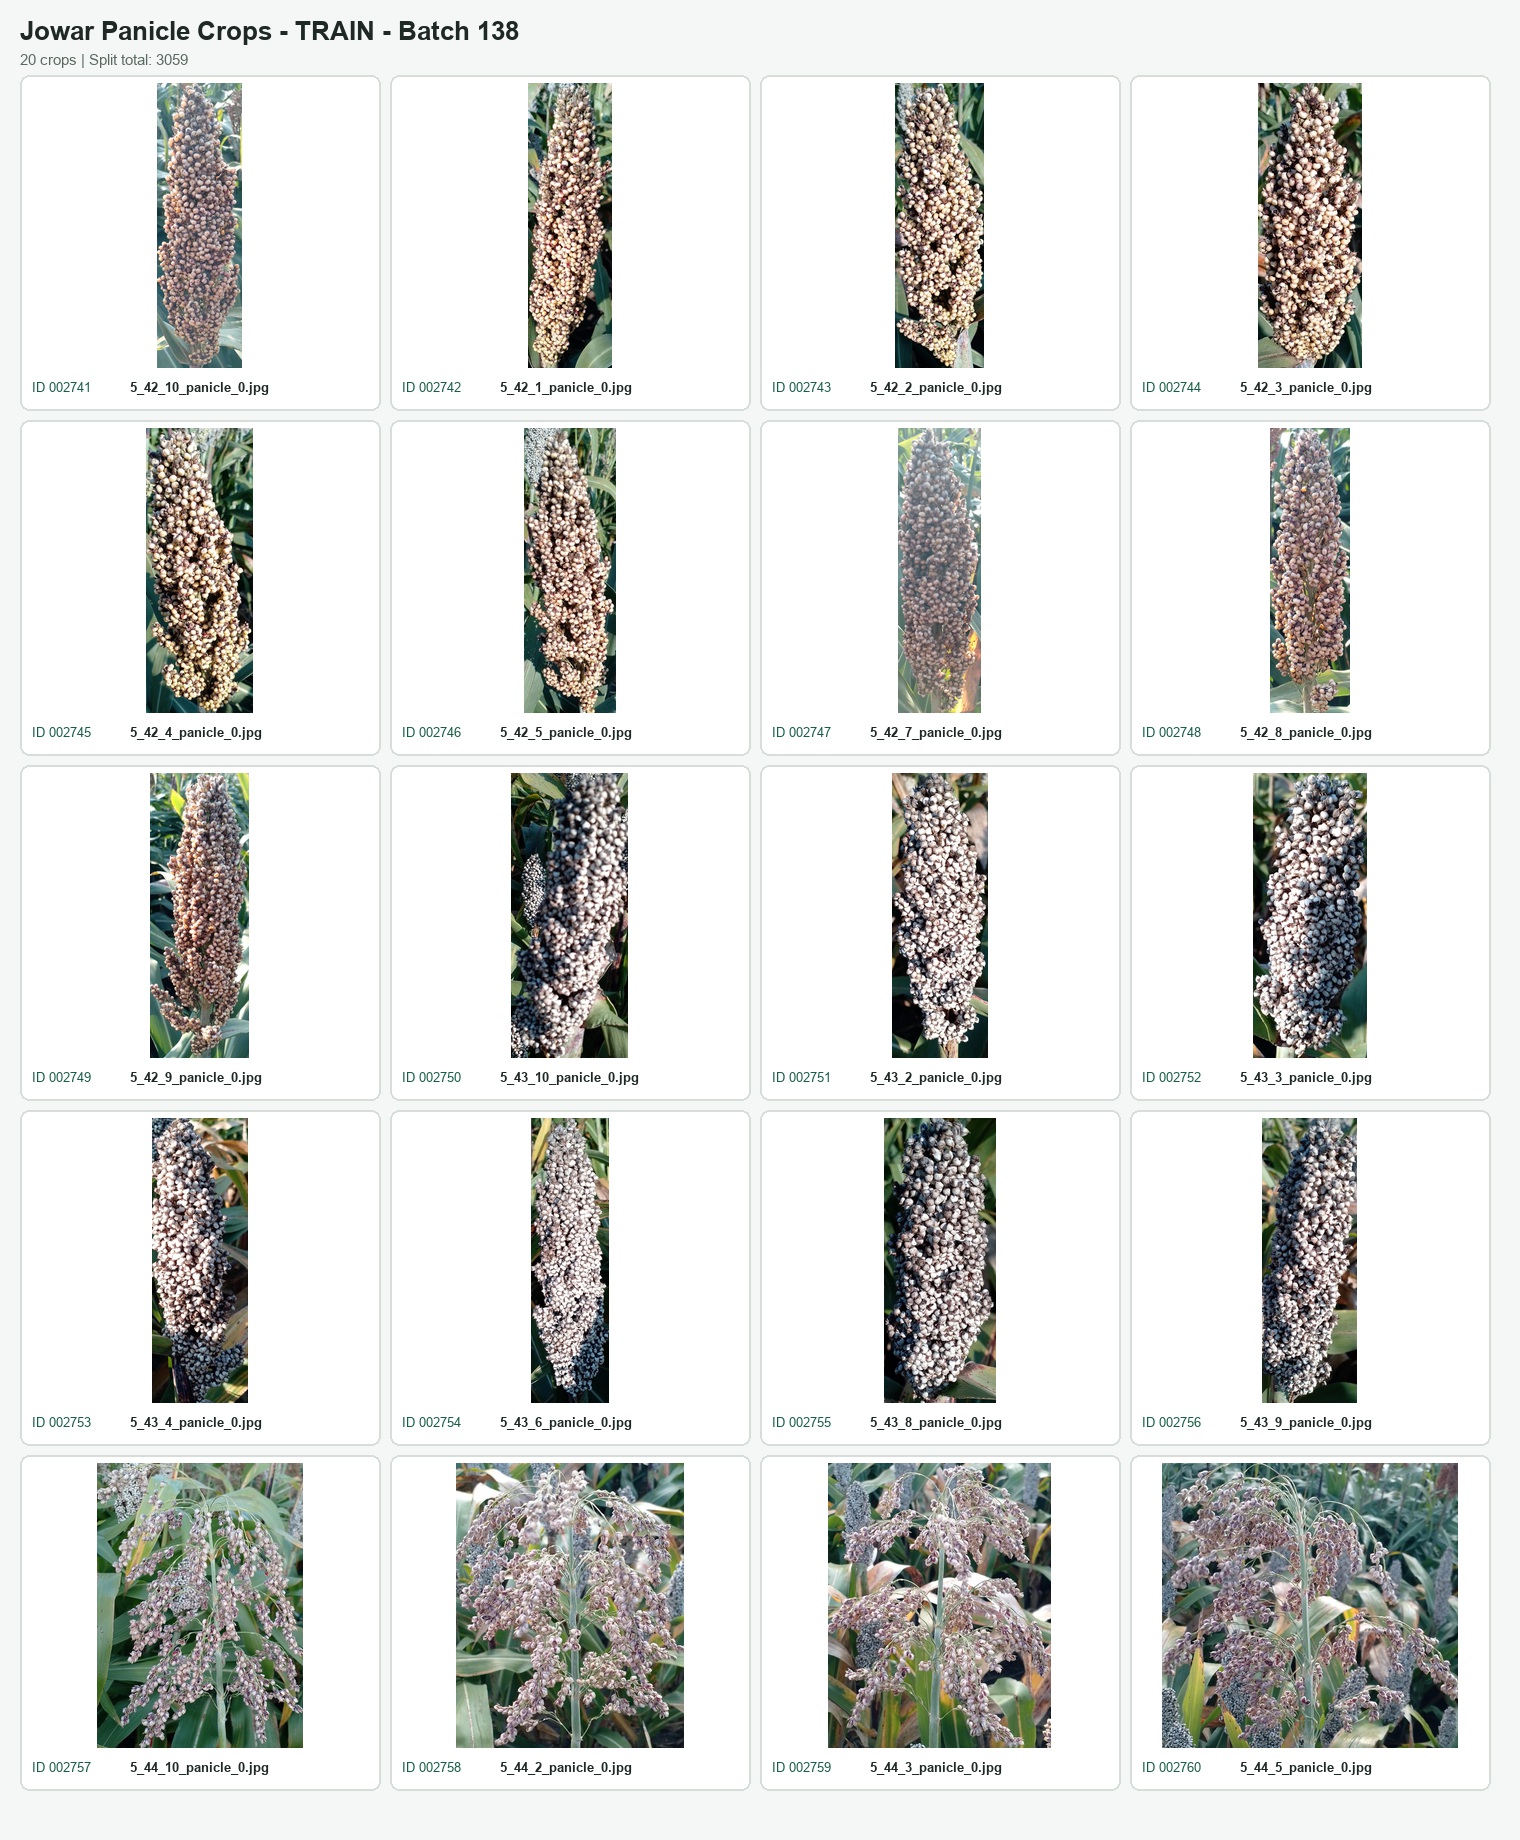 Jowar Panicle Crops - TRAIN - Batch 138
20 crops | Split total: 3059
ID 002741 5_42_10_panicle_0.jpg
ID 002742 5_42_1_panicle_0.jpg
ID 002743 5_42_2_panicle_0.jpg
ID 002744 5_42_3_panicle_0.jpg
ID 002745 5_42_4_panicle_0.jpg
ID 002746 5_42_5_panicle_0.jpg
ID 002747 5_42_7_panicle_0.jpg
ID 002748 5_42_8_panicle_0.jpg
ID 002749 5_42_9_panicle_0.jpg
ID 002750 5_43_10_panicle_0.jpg
ID 002751 5_43_2_panicle_0.jpg
ID 002752 5_43_3_panicle_0.jpg
ID 002753 5_43_4_panicle_0.jpg
ID 002754 5_43_6_panicle_0.jpg
ID 002755 5_43_8_panicle_0.jpg
ID 002756 5_43_9_panicle_0.jpg
ID 002757 5_44_10_panicle_0.jpg
ID 002758 5_44_2_panicle_0.jpg
ID 002759 5_44_3_panicle_0.jpg
ID 002760 5_44_5_panicle_0.jpg